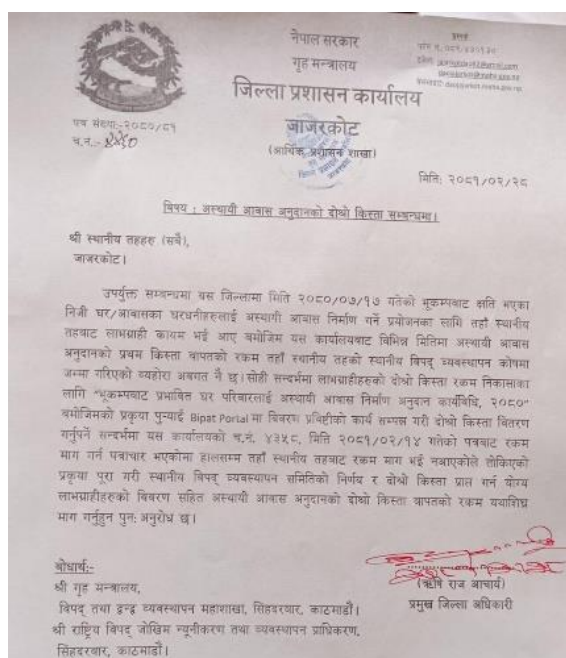 नेपाल सरकार
गृह मन्त्रालय
जिल्ला प्रशासन कार्यालय
जाजरकोट
(आर्थिक प्रशासन शाखा)
पत्र संख्या:-२०८०/८१
च.नं.:-
मिति: २०८१/०२/२८
विषय : अस्थायी आवास अनुदानको दोश्रो किस्ता सम्बन्धमा।
श्री स्थानीय तहहरु (सबै),
जाजरकोट।
उपर्युक्त सम्बन्धमा यस जिल्लामा मिति २०८०/०७/१७ गतेको भूकम्पबाट क्षति भएका
निजी घर/आवासका घरधनीहरुलाई अस्थायी आवास निर्माण गर्ने प्रयोजनका लागि तहाँ स्थानीय
तहबाट लाभग्राही कायम भई आए बमोजिम यस कार्यालयबाट विभिन्न मितिमा अस्थायी आवास
अनुदानको प्रथम किस्ता वापतको रकम तहाँ स्थानीय तहको स्थानीय विपद् व्यवस्थापन कोषमा
जम्मा गरिएको व्यहोरा अवगत नै छ।सोही सन्दर्भमा लाभग्राहीहरुको दोश्रो किस्ता रकम निकासाका
लागि "भूकम्पबाट प्रभावित घर परिवारलाई अस्थायी आवास निर्माण अनुदान कार्यविधि, २०८०"
बमोजिमको प्रकृया पुर्‍याई Bipat Portal मा विवरण प्रविष्टीको कार्य सम्पन्न गरी दोश्रो किस्ता वितरण
गर्नुपर्ने सन्दर्भमा यस कार्यालयको च.नं. ४३५८, मिति २०८१/०२/१४ गतेको पत्रबाट रकम
माग गर्न पत्राचार भएकोमा हालसम्म तहाँ स्थानीय तहबाट रकम माग भई नआएकोले तोकिएको
प्रकृया पूरा गरी स्थानीय विपद् व्यवस्थापन समितिको निर्णय र दोश्रो किस्ता प्राप्त गर्न योग्य
लाभग्राहीहरुको बिवरण सहित अस्थायी आवास अनुदानको दोश्रो किस्ता वापतको रकम यथाशिघ्र
माग गर्नुहुन पुन: अनुरोध छ।
(ऋषि राज आचार्य)
प्रमुख जिल्ला अधिकारी
बोधार्थ:-
श्री गृह मन्त्रालय,
विपद् तथा द्वन्द्व व्यवस्थापन महाशाखा, सिंहदरबार, काठमाडौं।
श्री राष्ट्रिय विपद् जोखिम न्यूनीकरण तथा व्यवस्थापन प्राधिकरण,
सिंहदरबार, काठमाडौं।